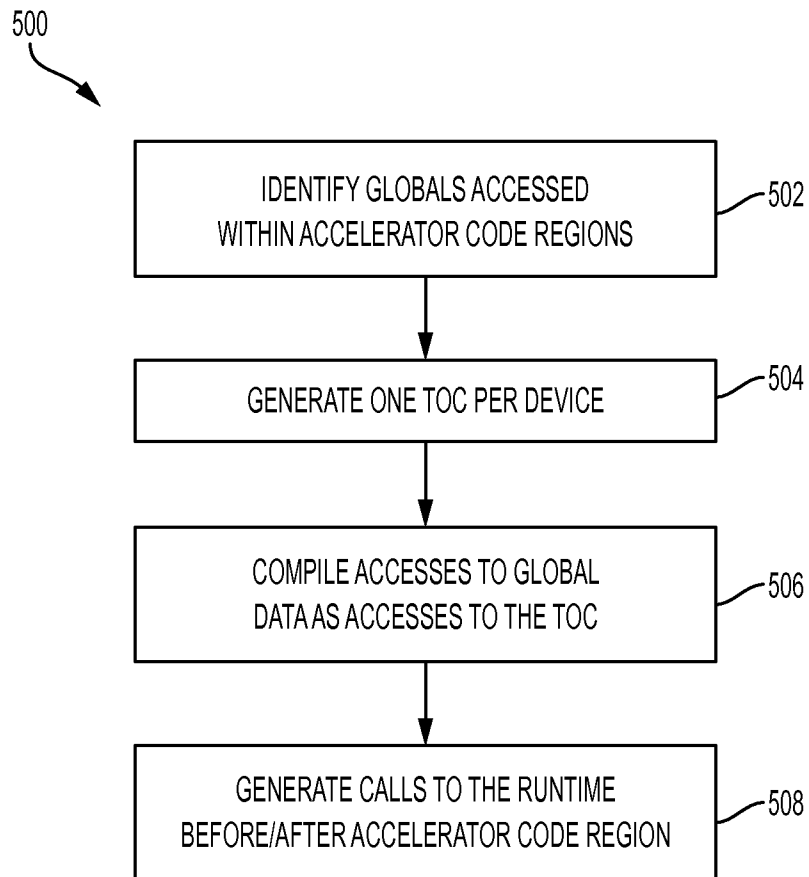 500
IDENTIFY GLOBALS ACCESSED
WITHIN ACCELERATOR CODE REGIONS
502
GENERATE ONE TOC PER DEVICE
504
COMPILE ACCESSES TO GLOBAL
DATA AS ACCESSES TO THE TOC
506
GENERATE CALLS TO THE RUNTIME
BEFORE/AFTER ACCELERATOR CODE REGION
508